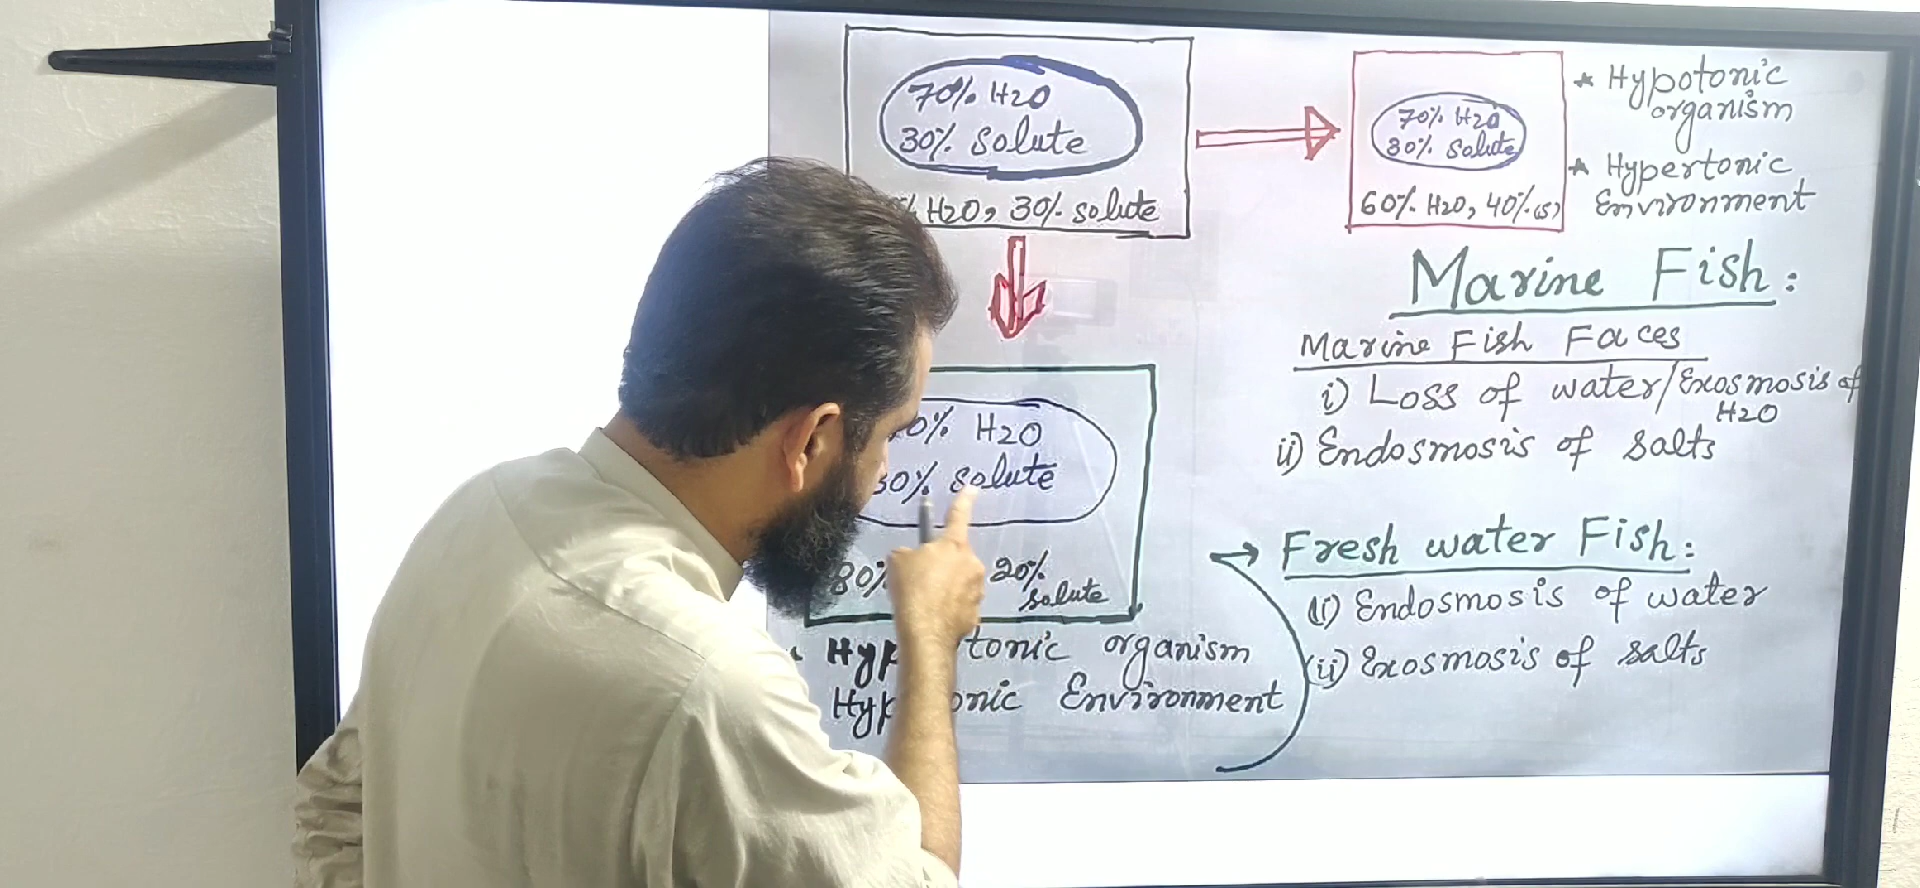 70% H2O
30% Solute
H2O, 30% solute
70% H2O
30% Solute
60% H2O, 40% (S)
* Hypotonic
organism
* Hypertonic
Environment
Marine Fish:
Marine Fish Faces
i) Loss of water/Exosmosis of
H2O
ii) Endosmosis of salts
H2O
solute
80% 20%
solute
organism
Environment
→ Fresh water Fish:
(i) Endosmosis of water
(ii) Exosmosis of salts